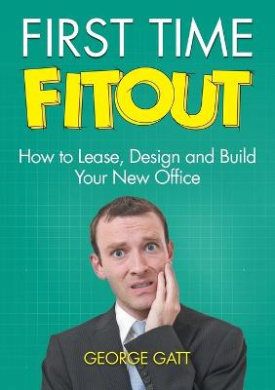 FIRST TIME
FITOUT
How to Lease, Design and Build
Your New Office
GEORGE GATT